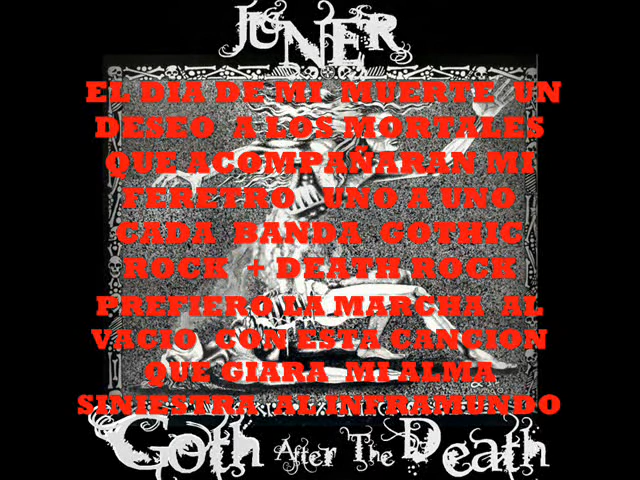 JUNER
EL DIA DE MI MUERTE UN
DESEO A LOS MORTALES
QUE ACOMPAÑARAN MI
FERETRO UNO A UNO
CADA BANDA GOTHIC
ROCK + DEATH ROCK
PREFIERO LA MARCHA AL
VACIO CON ESTA CANCION
QUE GIARA MI ALMA
SINIESTRA AL INFRAMUNDO
Goth After The Death